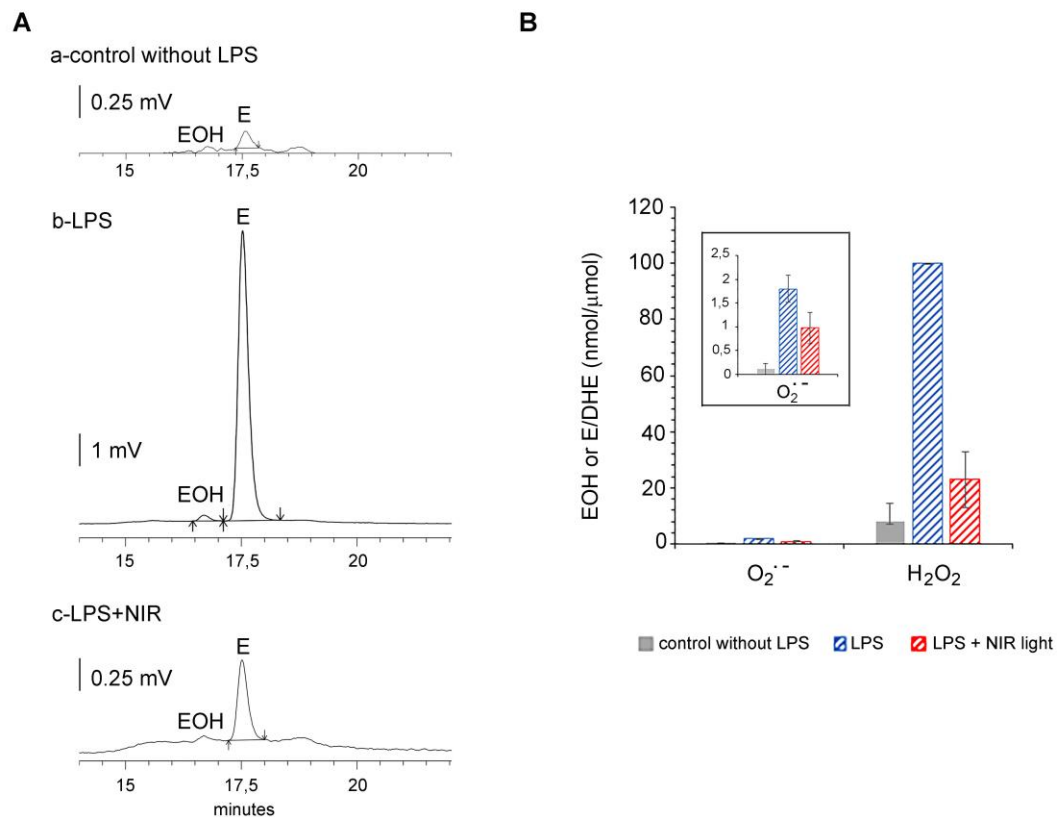 A
a-control without LPS
0.25 mV
E
EOH
15
17,5
20
b-LPS
E
1 mV
EOH
15
17,5
20
c-LPS+NIR
E
0.25 mV
EOH
15
17,5
20
minutes
B
EOH or E/DHE (nmol/μmol)
120
100
80
60
40
20
0
2,5
2
1,5
1
0,5
0
O₂˙⁻
O₂˙⁻
H₂O₂
control without LPS
LPS
LPS + NIR light